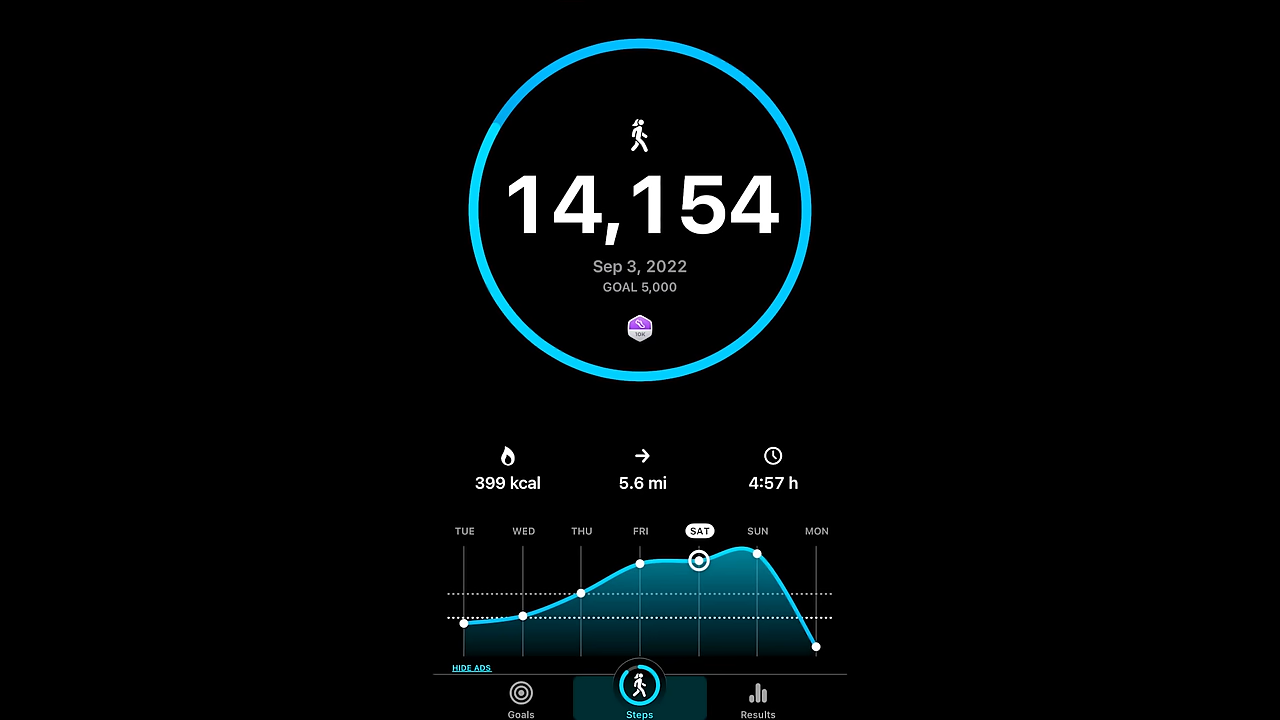 14,154
Sep 3, 2022
GOAL 5,000
10K
399 kcal 5.6 mi 4:57 h
TUE WED THU FRI SAT SUN MON
HIDE ADS
Goals Steps Results